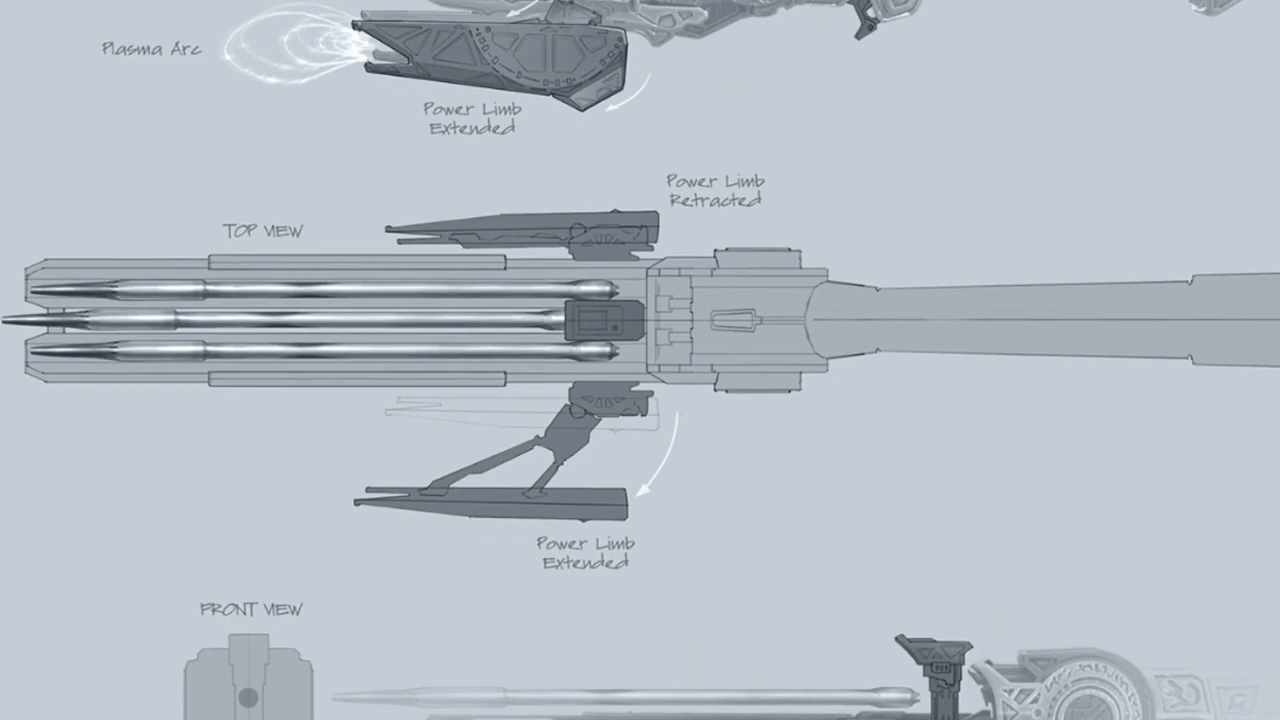 Plasma Arc
Power Limb
Extended
Power Limb
Retracted
TOP VIEW
Power Limb
Extended
FRONT VIEW